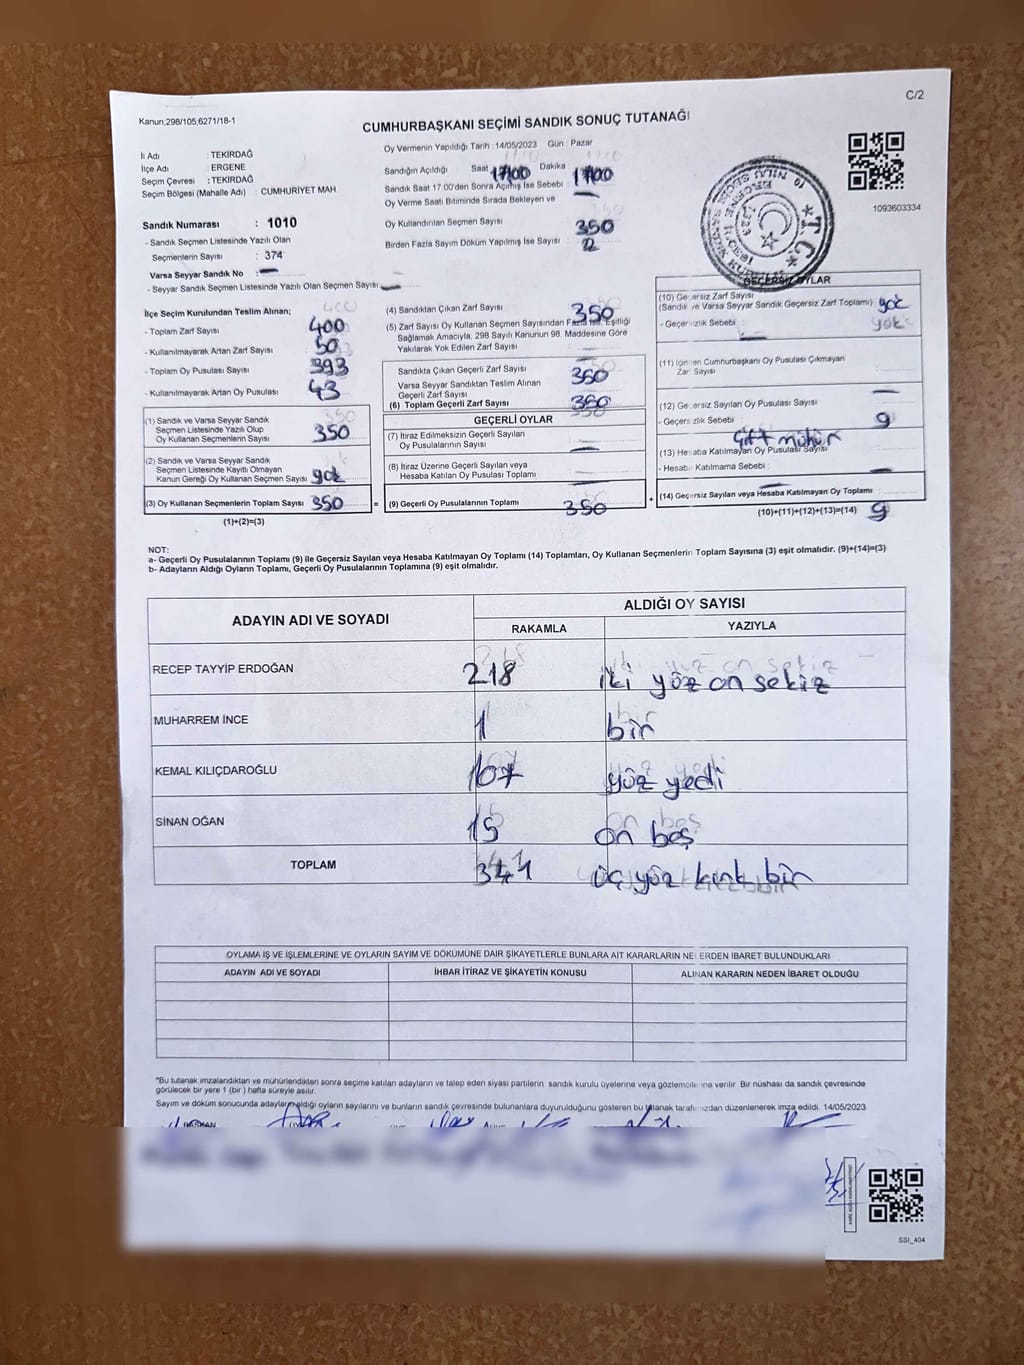 C/2
Kanun:298/105;6271/18-1
CUMHURBAŞKANI SEÇİMİ SANDIK SONUÇ TUTANAĞI
İl Adı : TEKİRDAĞ
İlçe Adı : ERGENE
Seçim Çevresi : TEKİRDAĞ
Seçim Bölgesi (Mahalle Adı) : CUMHURİYET MAH
Sandık Numarası : 1010
- Sandık Seçmen Listesinde Yazılı Olan
Seçmenlerin Sayısı : 374
Varsa Seyyar Sandık No :
- Seyyar Sandık Seçmen Listesinde Yazılı Olan Seçmen Sayısı
Oy Vermenin Yapıldığı Tarih :14/05/2023 Gün : Pazar
Sandığın Açıldığı Saat Dakika
Sandık Saat 17:00'den Sonra Açmış İse Sebebi :
Oy Verme Saati Bitiminde Sırada Bekleyen ve
Oy Kullandırılan Seçmen Sayısı 350
Birden Fazla Sayım Döküm Yapılmış İse Sayısı :
1093603334
İlçe Seçim Kurulundan Teslim Alınan;
- Toplam Zarf Sayısı 400
- Kullanılmayarak Artan Zarf Sayısı 50
- Toplam Oy Pusulası Sayısı 393
- Kullanılmayarak Artan Oy Pusulası 43
(1) Sandık ve Varsa Seyyar Sandık
Seçmen Listesinde Yazılı Olup
Oy Kullanan Seçmenlerin Sayısı 350
(2) Sandık ve Varsa Seyyar Sandık
Seçmen Listesinde Kayıtlı Olmayan
Kanun Gereği Oy Kullanan Seçmen Sayısı yok
(3) Oy Kullanan Seçmenlerin Toplam Sayısı 350 =
(1)+(2)=(3)
(4) Sandıktan Çıkan Zarf Sayısı 350
(5) Zarf Sayısı Oy Kullanan Seçmen Sayısından Fazla İse, Eşitliği
Sağlamak Amacıyla, 298 Sayılı Kanunun 98. Maddesine Göre
Yakılarak Yok Edilen Zarf Sayısı
Sandıkta Çıkan Geçerli Zarf Sayısı 350
Varsa Seyyar Sandıktan Teslim Alınan
Geçerli Zarf Sayısı
(6) Toplam Geçerli Zarf Sayısı 350
GEÇERLİ OYLAR
(7) İtiraz Edilmeksizin Geçerli Sayılan
Oy Pusulalarının Sayısı
(8) İtiraz Üzerine Geçerli Sayılan veya
Hesaba Katılan Oy Pusulası Toplamı
(9) Geçerli Oy Pusulalarının Toplamı 350 +
GEÇERSİZ OYLAR
(10) Geçersiz Zarf Sayısı
(Sandık ve Varsa Seyyar Sandık Geçersiz Zarf Toplamı) yok
- Geçersizlik Sebebi :
(11) İçinden Cumhurbaşkanı Oy Pusulası Çıkmayan
Zarf Sayısı
(12) Geçersiz Sayılan Oy Pusulası Sayısı
- Geçersizlik Sebebi 9
Çift mühür
(13) Hesaba Katılmayan Oy Pusulası Sayısı
- Hesaba Katılmama Sebebi :
(14) Geçersiz Sayılan veya Hesaba Katılmayan Oy Toplamı
(10)+(11)+(12)+(13)=(14) 9
NOT:
a- Geçerli Oy Pusulalarının Toplamı (9) ile Geçersiz Sayılan veya Hesaba Katılmayan Oy Toplamı (14) Toplamları, Oy Kullanan Seçmenlerin Toplam Sayısına (3) eşit olmalıdır. (9)+(14)=(3)
b- Adayların Aldığı Oyların Toplamı, Geçerli Oy Pusulalarının Toplamına (9) eşit olmalıdır.
ADAYIN ADI VE SOYADI
ALDIĞI OY SAYISI
RAKAMLA YAZIYLA
RECEP TAYYİP ERDOĞAN 218 iki yüz on sekiz
MUHARREM İNCE 1 bir
KEMAL KILIÇDAROĞLU 107 yüz yedi
SİNAN OĞAN 15 on beş
TOPLAM 341 üç yüz kırk bir
OYLAMA İŞ VE İŞLEMLERİNE VE OYLARIN SAYIM VE DÖKÜMÜNE DAİR ŞİKAYETLERLE BUNLARA AİT KARARLARIN NELERDEN İBARET BULUNDUKLARI
ADAYIN ADI VE SOYADI İHBAR İTİRAZ VE ŞİKAYETİN KONUSU ALINAN KARARIN NEDEN İBARET OLDUĞU
*Bu tutanak imzalandıktan ve mühürlendikten sonra seçime katılan adayların ve talep eden siyasi partilerin sandık kurulu üyelerine veya gözlemcilerine verilir. Bir nüshası da sandık çevresinde
görülecek bir yere 1 (bir ) hafta süreyle asılır.
Sayım ve döküm sonucunda adayların aldığı oyların sayılarını ve bunların sandık çevresinde bulunanlara duyurulduğunu gösteren bu tutanak tarafımızdan düzenlenerek imza edildi. 14/05/2023
SSI_404